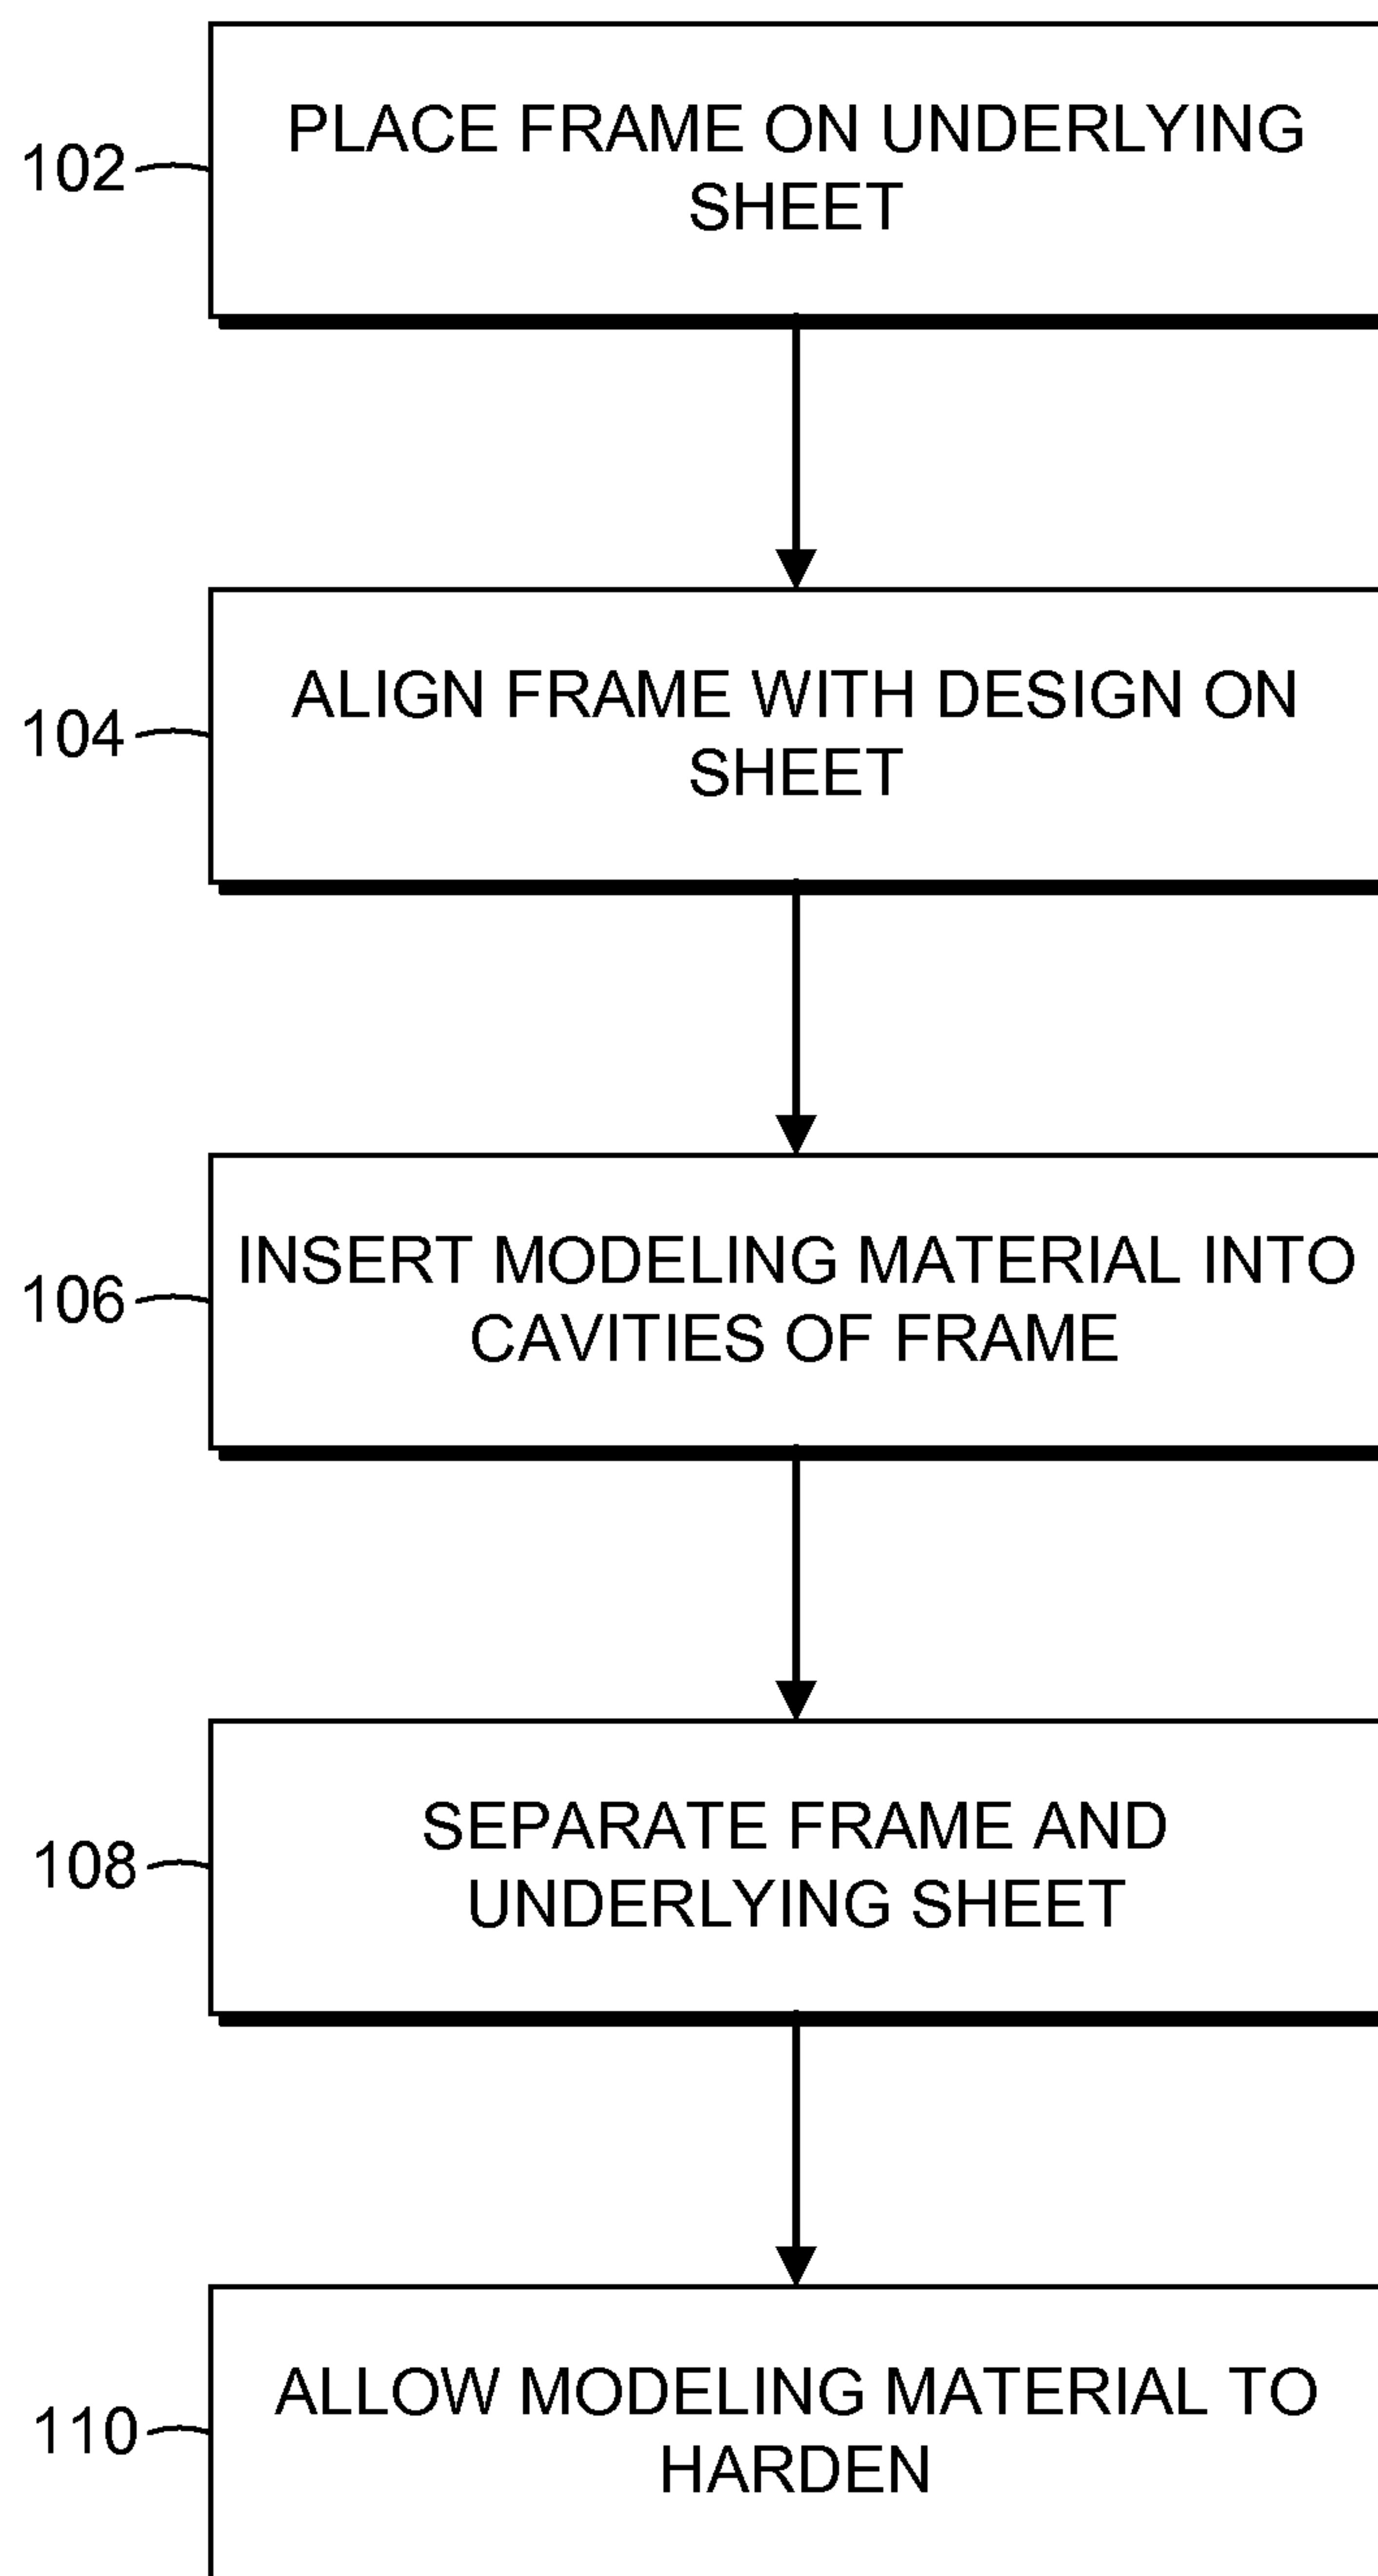 102
PLACE FRAME ON UNDERLYING
SHEET
104
ALIGN FRAME WITH DESIGN ON
SHEET
106
INSERT MODELING MATERIAL INTO
CAVITIES OF FRAME
108
SEPARATE FRAME AND
UNDERLYING SHEET
110
ALLOW MODELING MATERIAL TO
HARDEN